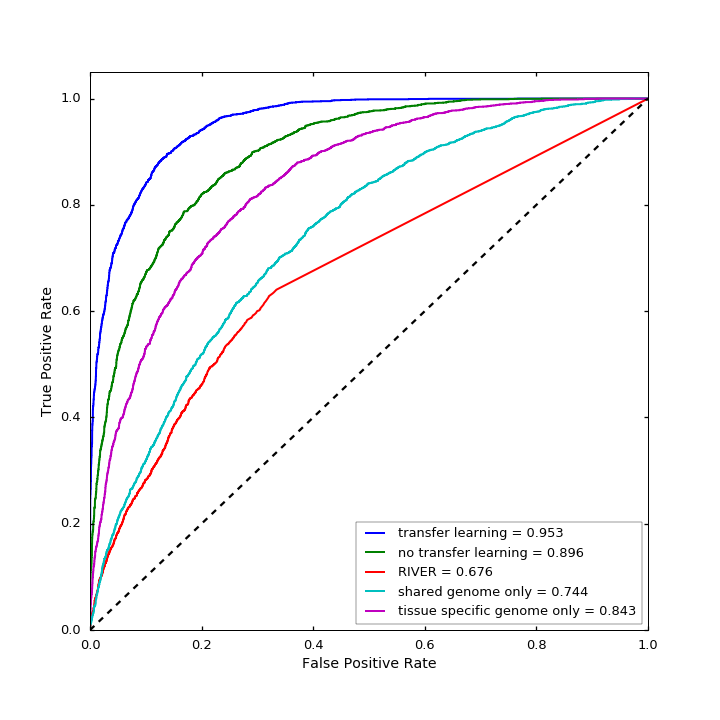 1.0
0.8
0.6
0.4
0.2
0.0
True Positive Rate
transfer learning = 0.953
no transfer learning = 0.896
RIVER = 0.676
shared genome only = 0.744
tissue specific genome only = 0.843
0.0 0.2 0.4 0.6 0.8 1.0
False Positive Rate